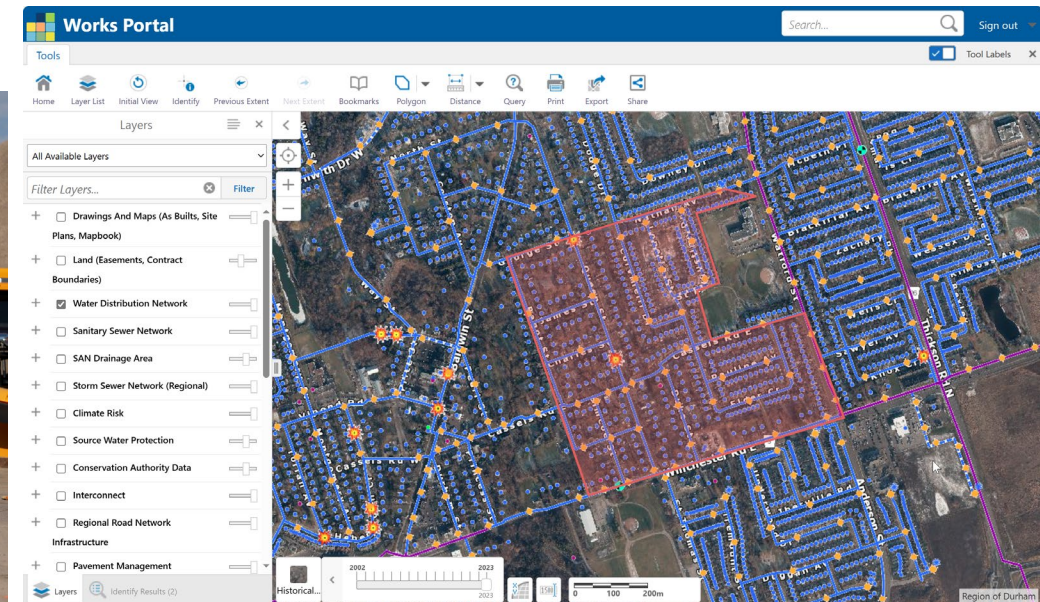 Works Portal
Search...
Sign out
Tools
Tool Labels
Home
Layer List
Initial View
Identify
Previous Extent
Next Extent
Bookmarks
Polygon
Distance
Query
Print
Export
Share
Layers
All Available Layers
Filter Layers...
Filter
Drawings And Maps (As Builts, Site
Plans, Mapbook)
Land (Easements, Contract
Boundaries)
Water Distribution Network
Sanitary Sewer Network
SAN Drainage Area
Storm Sewer Network (Regional)
Climate Risk
Source Water Protection
Conservation Authority Data
Interconnect
Regional Road Network
Infrastructure
Pavement Management
Layers
Identify Results (2)
Baldwin St
Watford St
Thickson Rd N
Winchester Rd E
Cassels Rd W
Anderson St
Historical...
2002
2023
2023
0
100
200m
Region of Durham